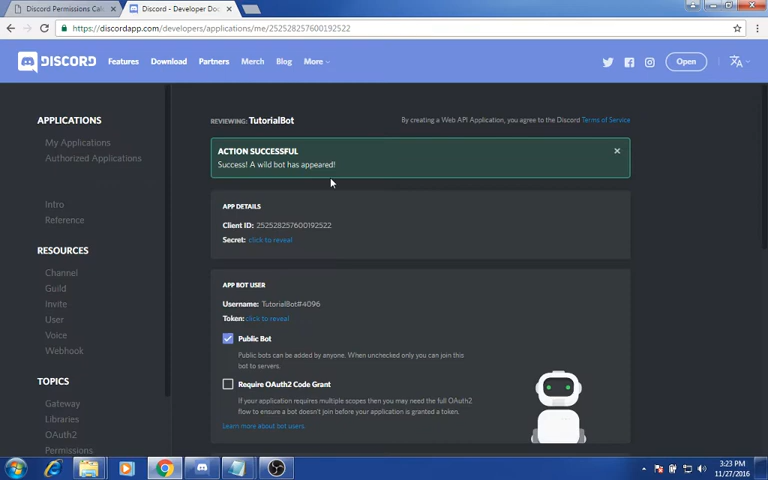 Discord Permissions Calc
Discord - Developer Doc
https://discordapp.com/developers/applications/me/252528257600192522
DISCORD
Features
Download
Partners
Merch
Blog
More
Open
APPLICATIONS
My Applications
Authorized Applications
Intro
Reference
RESOURCES
Channel
Guild
Invite
User
Voice
Webhook
TOPICS
Gateway
Libraries
OAuth2
Permissions
REVIEWING: TutorialBot
By creating a Web API Application, you agree to the Discord Terms of Service
ACTION SUCCESSFUL
Success! A wild bot has appeared!
APP DETAILS
Client ID: 252528257600192522
Secret: click to reveal
APP BOT USER
Username: TutorialBot#4096
Token: click to reveal
Public Bot
Public bots can be added by anyone. When unchecked only you can join this
bot to servers.
Require OAuth2 Code Grant
If your application requires multiple scopes then you may need the full OAuth2
flow to ensure a bot doesn't join before your application is granted a token.
Learn more about bot users.
3:23 PM
11/27/2016